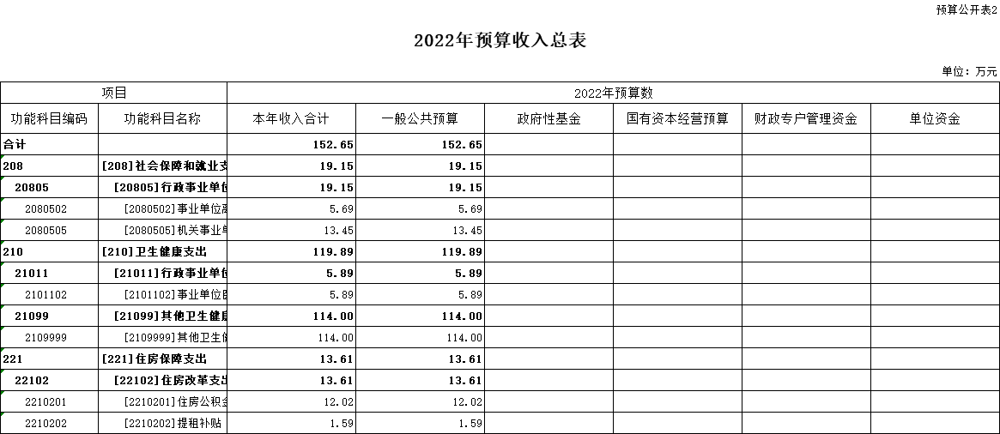 预算公开表2
2022年预算收入总表
单位：万元
项目 2022年预算数
功能科目编码 功能科目名称 本年收入合计 一般公共预算 政府性基金 国有资本经营预算 财政专户管理资金 单位资金
合计 152.65 152.65
208 [208]社会保障和就业支 19.15 19.15
20805 [20805]行政事业单位 19.15 19.15
2080502 [2080502]事业单位离 5.69 5.69
2080505 [2080505]机关事业单 13.45 13.45
210 [210]卫生健康支出 119.89 119.89
21011 [21011]行政事业单位 5.89 5.89
2101102 [2101102]事业单位医 5.89 5.89
21099 [21099]其他卫生健康 114.00 114.00
2109999 [2109999]其他卫生健 114.00 114.00
221 [221]住房保障支出 13.61 13.61
22102 [22102]住房改革支出 13.61 13.61
2210201 [2210201]住房公积金 12.02 12.02
2210202 [2210202]提租补贴 1.59 1.59